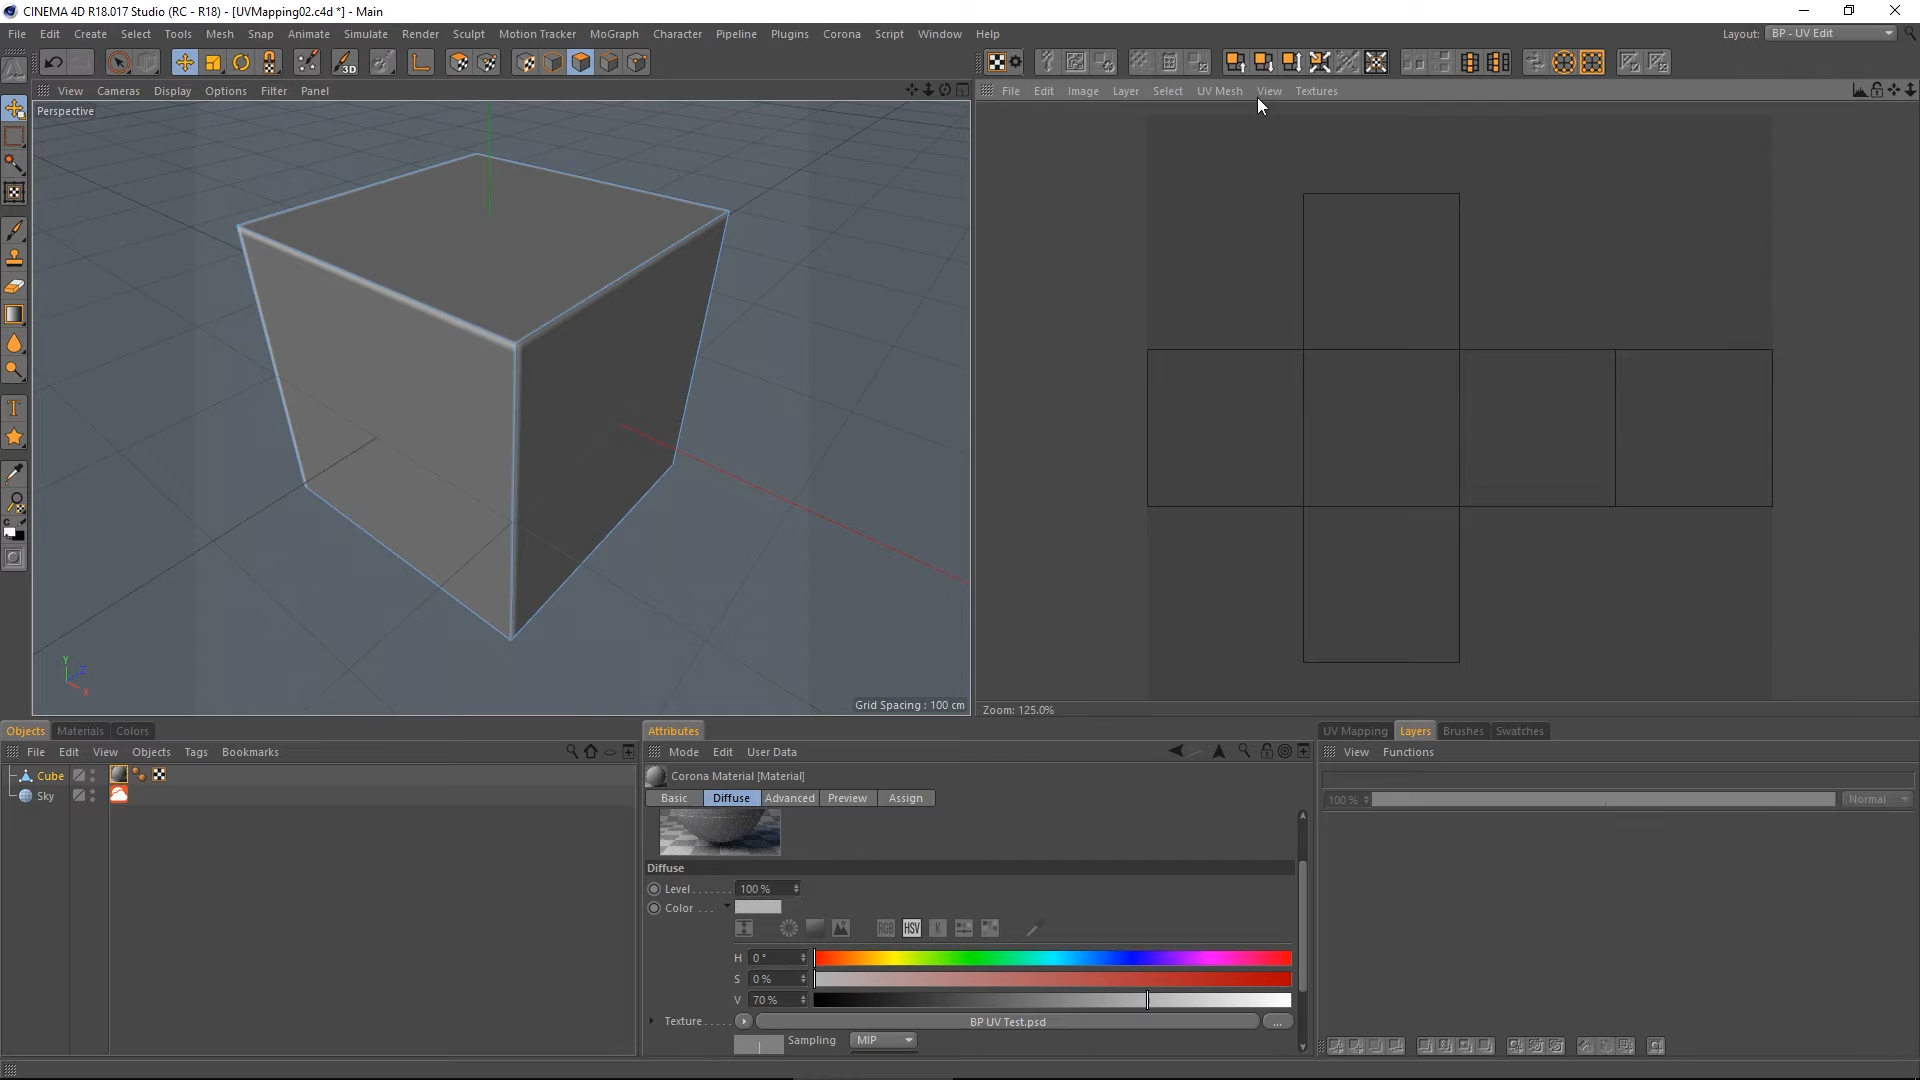 CINEMA 4D R18.017 Studio (RC - R18) - [UVMapping02.c4d *] - Main
File Edit Create Select Tools Mesh Snap Animate Simulate Render Sculpt Motion Tracker MoGraph Character Pipeline Plugins Corona Script Window Help Layout: BP - UV Edit
View Cameras Display Options Filter Panel
File Edit Image Layer Select UV Mesh View Textures
Perspective
3D
Y
Z
X
Grid Spacing : 100 cm
Zoom: 125.0%
Objects Materials Colors
File Edit View Objects Tags Bookmarks
Cube
Sky
Attributes
Mode Edit User Data
Corona Material [Material]
Basic Diffuse Advanced Preview Assign
Diffuse
Level....... 100 %
Color ...
RGB HSV K
H 0 °
S 0 %
V 70 %
Texture..... BP UV Test.psd ...
Sampling MIP
UV Mapping Layers Brushes Swatches
View Functions
100 % Normal